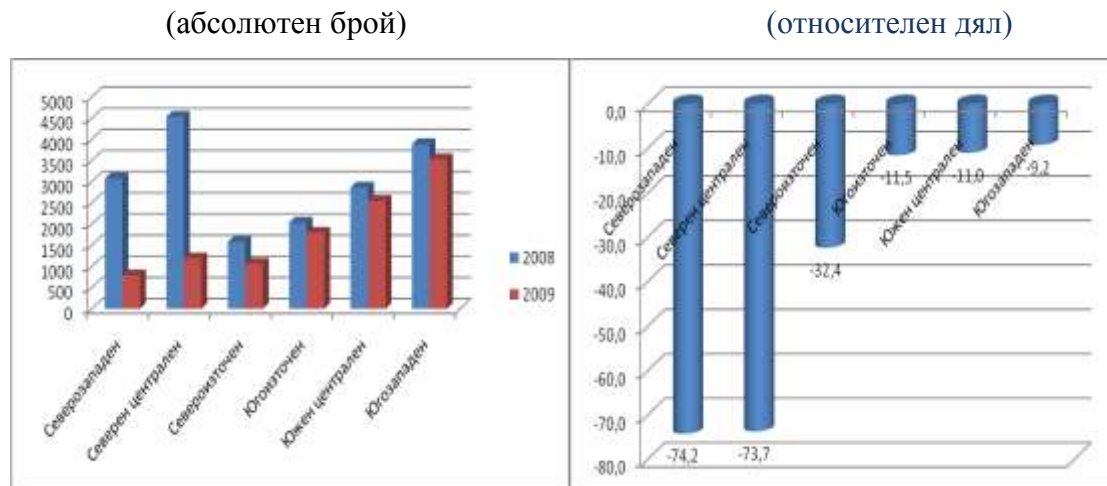 (абсолютен брой)
(относителен дял)
5000
4500
4000
3500
3000
2500
2000
1500
1000
500
0
Северозападен
Северен централен
Североизточен
Югоизточен
Южен централен
Югозападен
2008
2009
0,0
-10,0
-20,0
-30,0
-40,0
-50,0
-60,0
-70,0
-80,0
Северозападен
Северен централен
Североизточен
Югоизточен
Южен централен
Югозападен
-74,2
-73,7
-32,4
-11,5
-11,0
-9,2